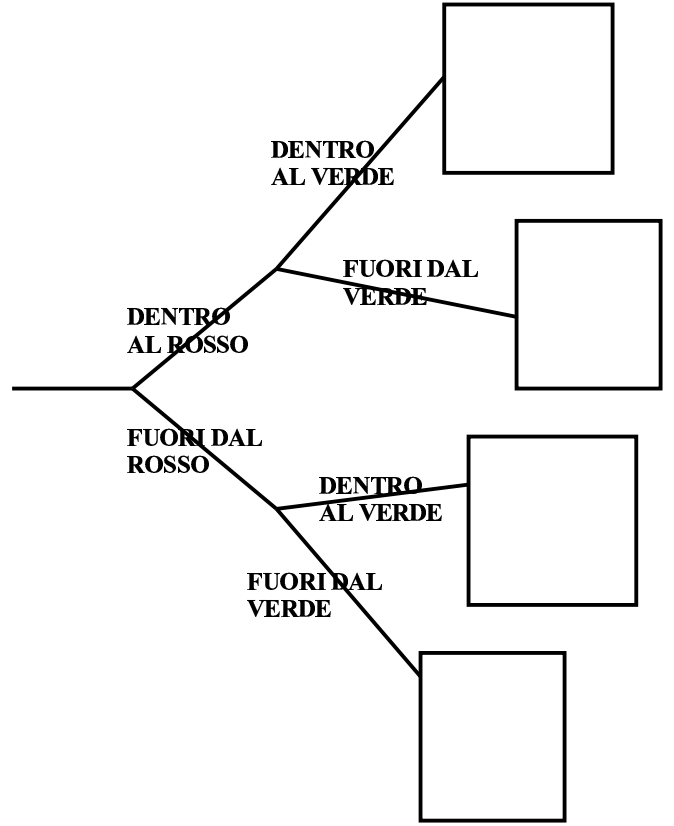 DENTRO
AL VERDE
FUORI DAL
VERDE
DENTRO
AL ROSSO
FUORI DAL
ROSSO
DENTRO
AL VERDE
FUORI DAL
VERDE